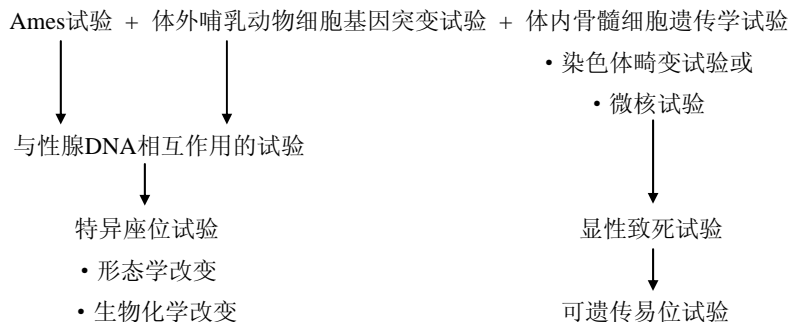 Ames试验 + 体外哺乳动物细胞基因突变试验 + 体内骨髓细胞遗传学试验
·染色体畸变试验或
·微核试验
与性腺DNA相互作用的试验
特异座位试验
显性致死试验
·形态学改变
·生物化学改变
可遗传易位试验